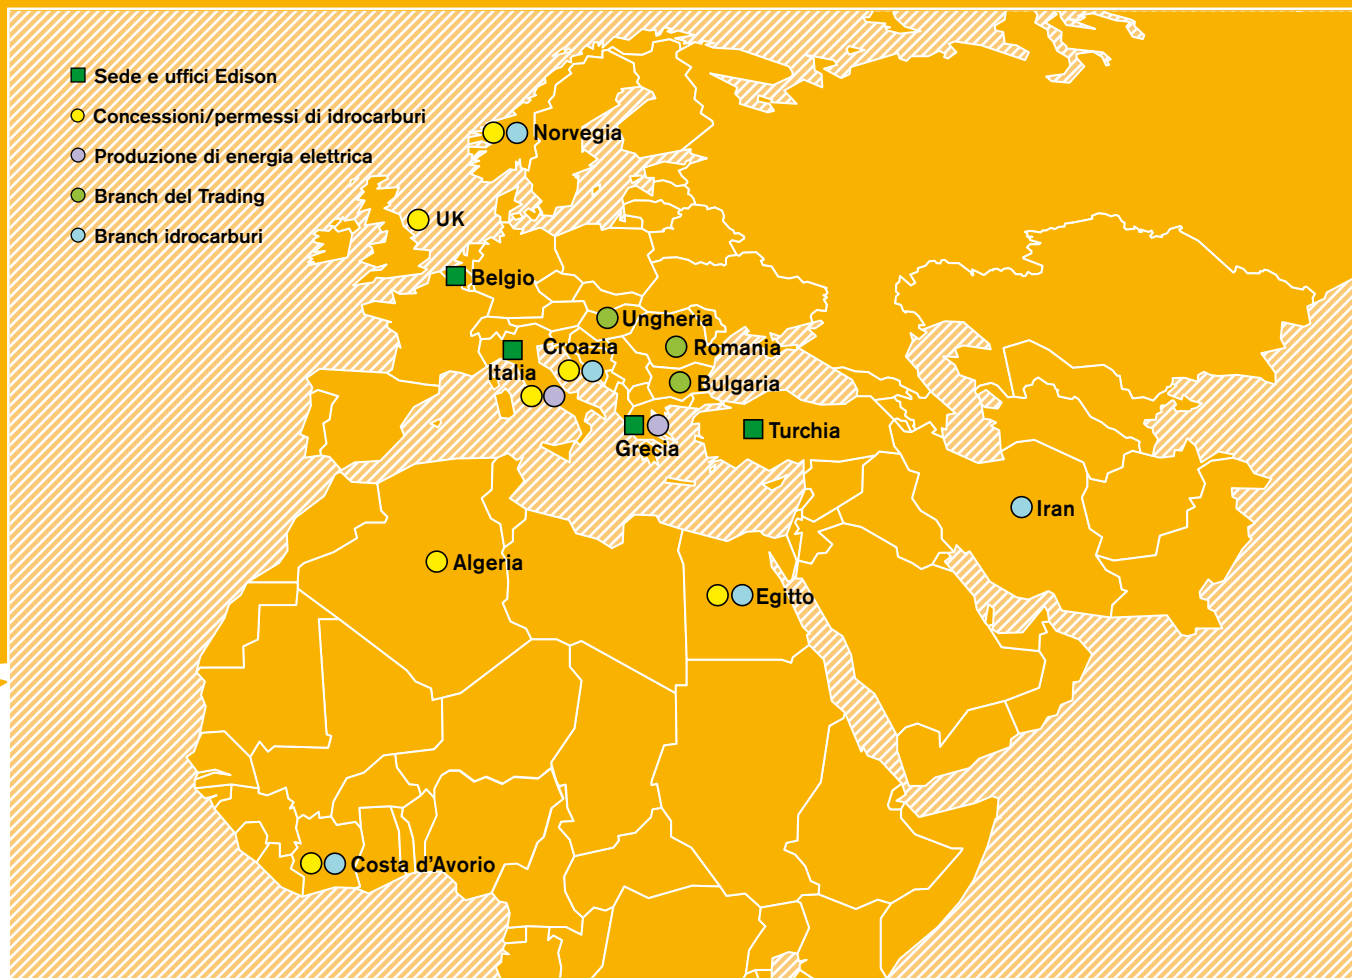 Sede e uffici Edison
Concessioni/permessi di idrocarburi
Produzione di energia elettrica
Branch del Trading
Branch idrocarburi
Norvegia
UK
Belgio
Ungheria
Croazia
Romania
Italia
Bulgaria
Grecia
Turchia
Iran
Algeria
Egitto
Costa d'Avorio